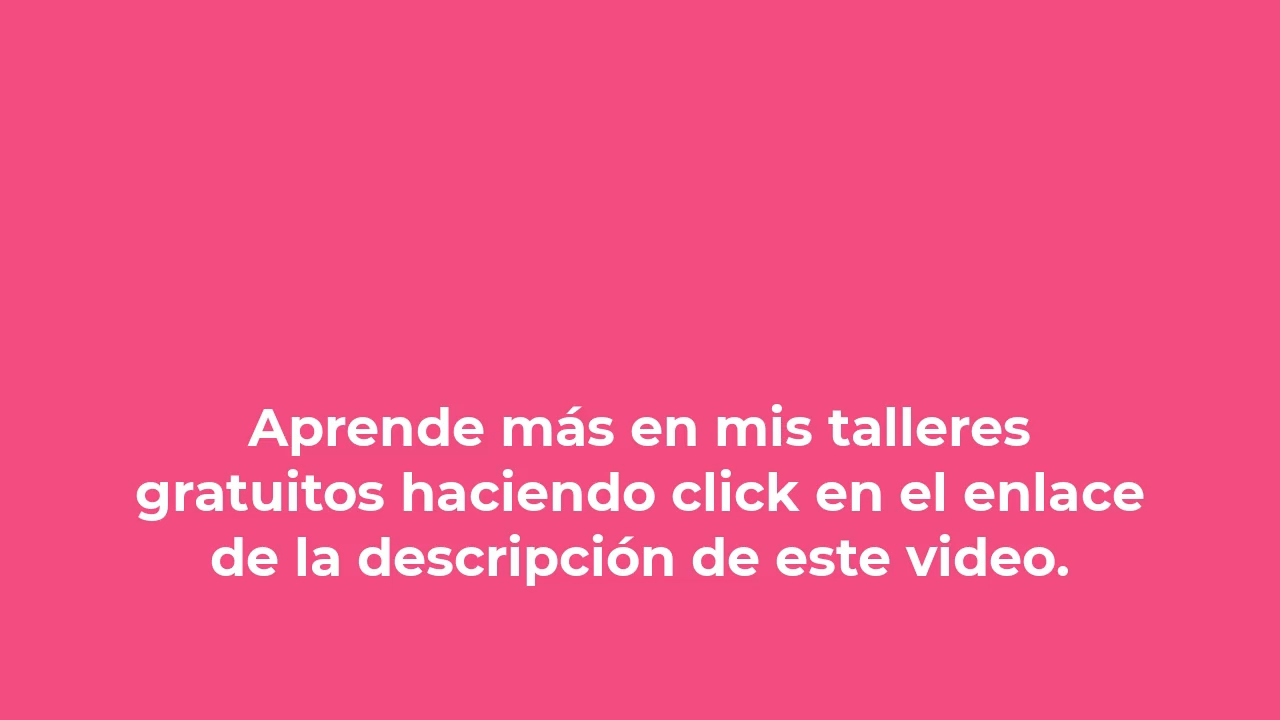 Aprende más en mis talleres
gratuitos haciendo click en el enlace
de la descripción de este video.